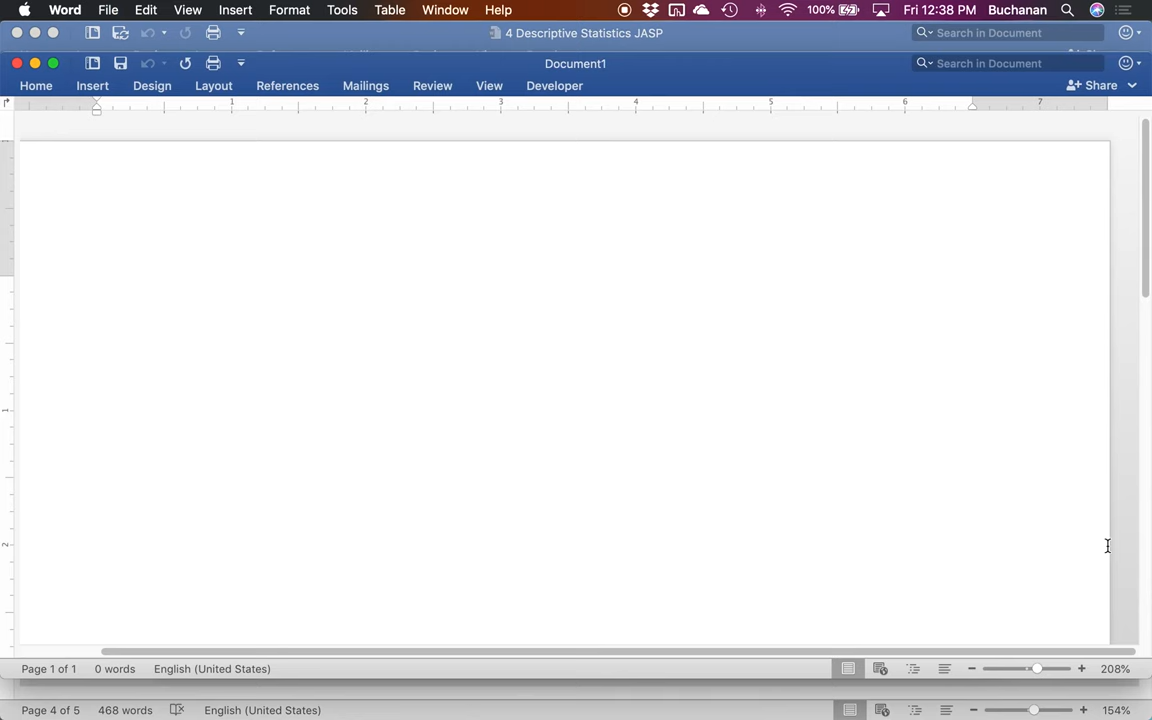 Word File Edit View Insert Format Tools Table Window Help 100% Fri 12:38 PM Buchanan
4 Descriptive Statistics JASP Search in Document
Document1 Search in Document
Home Insert Design Layout References Mailings Review View Developer Share
1 2 3 4 5 6 7
1
2
Page 1 of 1 0 words English (United States) 208%
Page 4 of 5 468 words English (United States) 154%